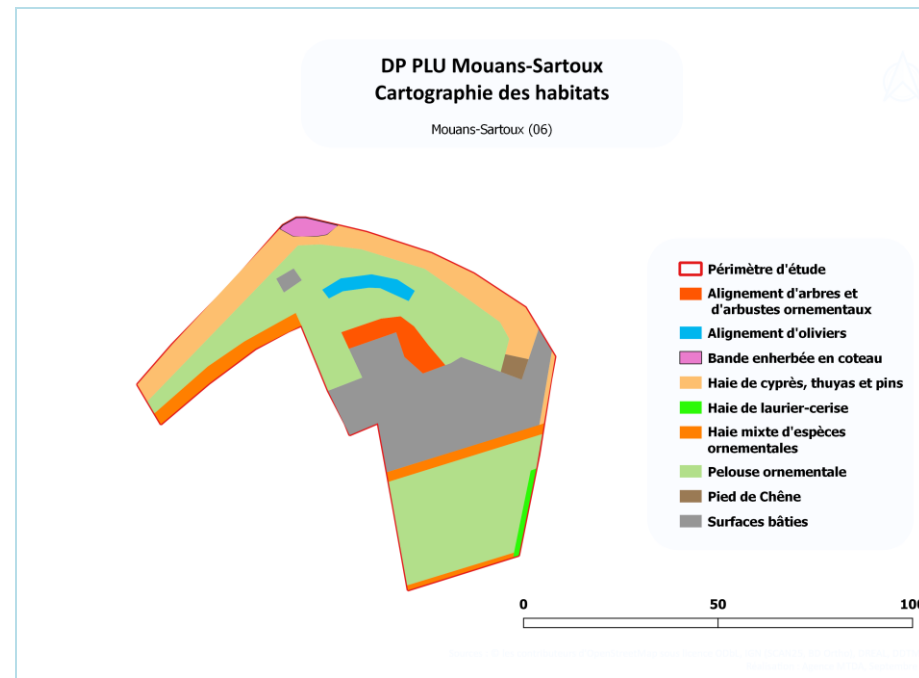 DP PLU Mouans-Sartoux
Cartographie des habitats
Mouans-Sartoux (06)
Périmètre d'étude
Alignement d'arbres et
d'arbustes ornementaux
Alignement d'oliviers
Bande enherbée en coteau
Haie de cyprès, thuyas et pins
Haie de laurier-cerise
Haie mixte d'espèces
ornementales
Pelouse ornementale
Pied de Chêne
Surfaces bâties
0 50 100